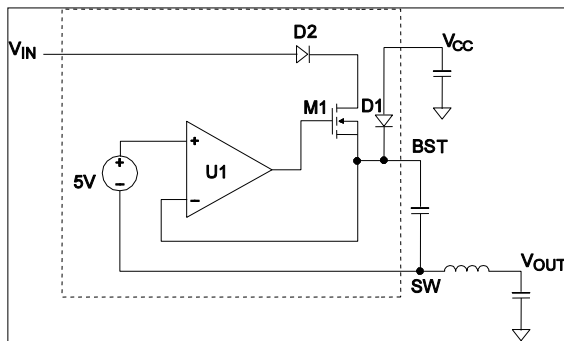 V_IN
D2
V_CC
M1
D1
BST
+
U1
−
+
−
5V
SW
V_OUT